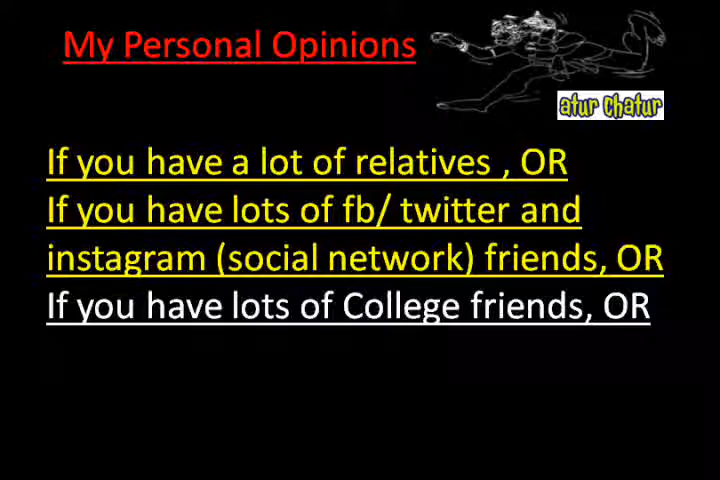 My Personal Opinions
atur chatur
If you have a lot of relatives , OR
If you have lots of fb/ twitter and
instagram (social network) friends, OR
If you have lots of College friends, OR